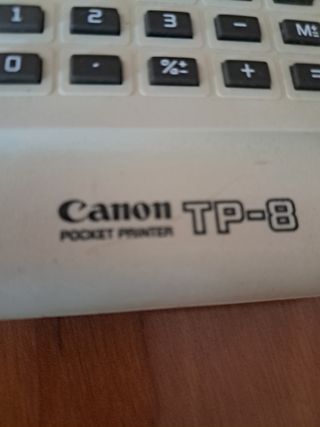 1 2 3 - M±
0 . %± + =
Canon TP-8
POCKET PRINTER